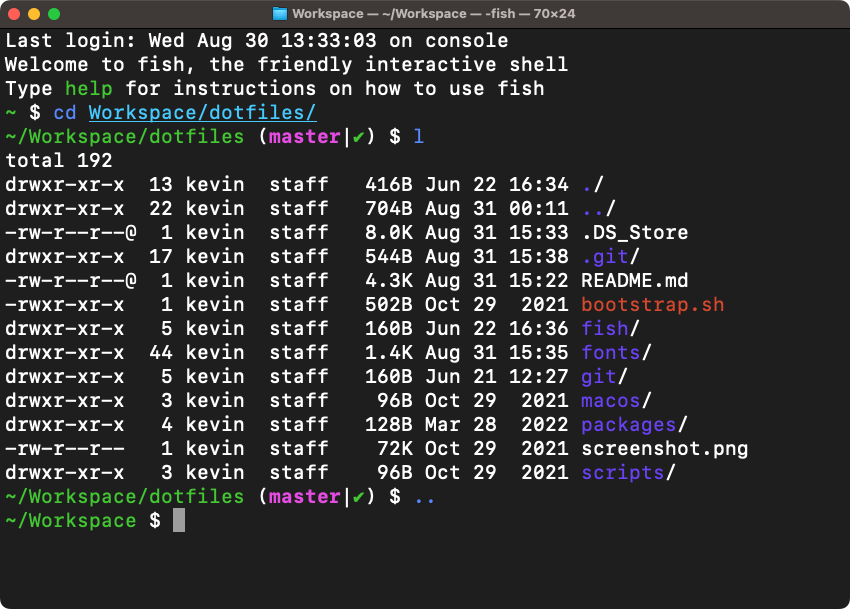 Workspace — ~/Workspace — -fish — 70×24
Last login: Wed Aug 30 13:33:03 on console
Welcome to fish, the friendly interactive shell
Type help for instructions on how to use fish
~ $ cd Workspace/dotfiles/
~/Workspace/dotfiles (master|✔) $ l
total 192
drwxr-xr-x  13 kevin  staff   416B Jun 22 16:34 ./
drwxr-xr-x  22 kevin  staff   704B Aug 31 00:11 ../
-rw-r--r--@  1 kevin  staff   8.0K Aug 31 15:33 .DS_Store
drwxr-xr-x  17 kevin  staff   544B Aug 31 15:38 .git/
-rw-r--r--@  1 kevin  staff   4.3K Aug 31 15:22 README.md
-rwxr-xr-x   1 kevin  staff   502B Oct 29  2021 bootstrap.sh
drwxr-xr-x   5 kevin  staff   160B Jun 22 16:36 fish/
drwxr-xr-x  44 kevin  staff   1.4K Aug 31 15:35 fonts/
drwxr-xr-x   5 kevin  staff   160B Jun 21 12:27 git/
drwxr-xr-x   3 kevin  staff    96B Oct 29  2021 macos/
drwxr-xr-x   4 kevin  staff   128B Mar 28  2022 packages/
-rw-r--r--   1 kevin  staff    72K Oct 29  2021 screenshot.png
drwxr-xr-x   3 kevin  staff    96B Oct 29  2021 scripts/
~/Workspace/dotfiles (master|✔) $ ..
~/Workspace $